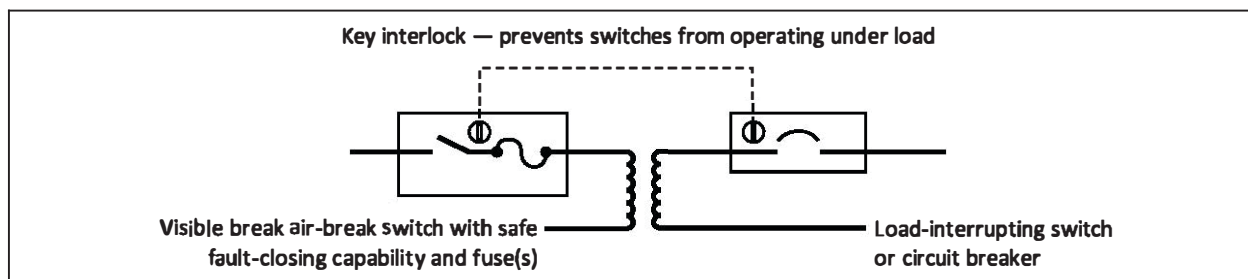 Key interlock — prevents switches from operating under load
Visible break air-break switch with safe
fault-closing capability and fuse(s)
Load-interrupting switch
or circuit breaker